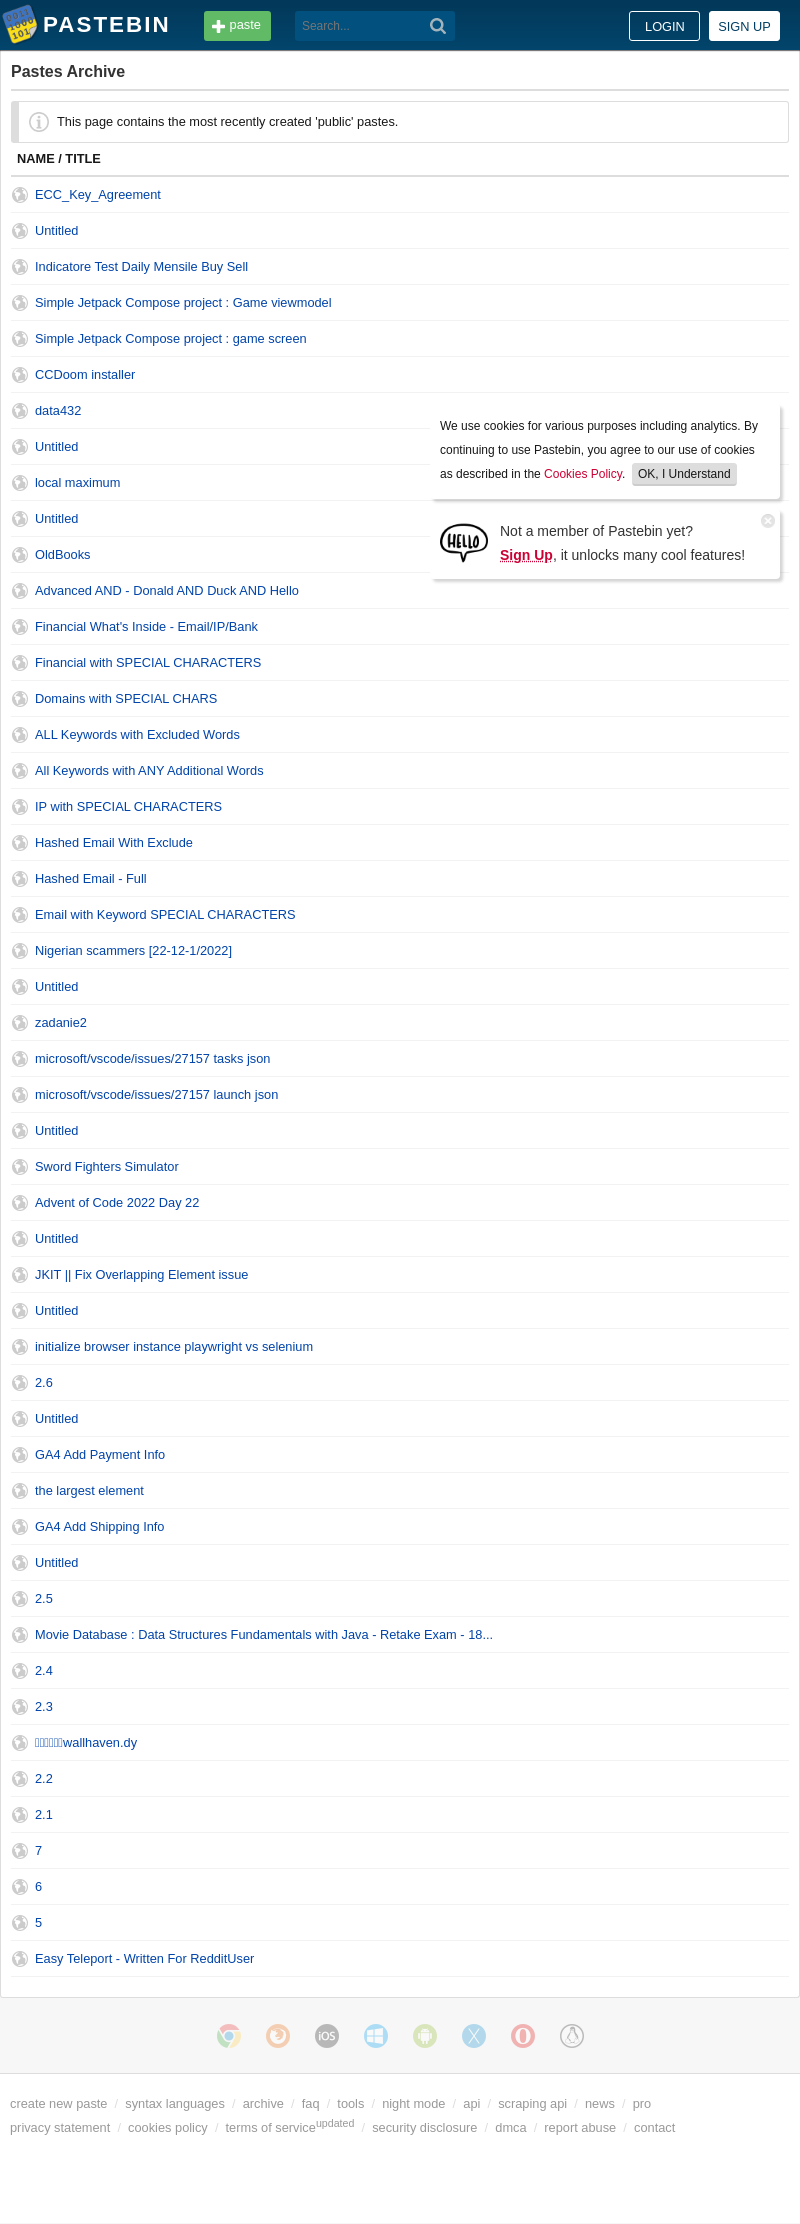 PASTEBIN paste Search... LOGIN SIGN UP
Pastes Archive
This page contains the most recently created 'public' pastes.
NAME / TITLE
ECC_Key_Agreement
Untitled
Indicatore Test Daily Mensile Buy Sell
Simple Jetpack Compose project : Game viewmodel
Simple Jetpack Compose project : game screen
CCDoom installer
data432
Untitled
local maximum
Untitled
OldBooks
We use cookies for various purposes including analytics. By
continuing to use Pastebin, you agree to our use of cookies
as described in the Cookies Policy. OK, I Understand
HELLO
Not a member of Pastebin yet?
Sign Up, it unlocks many cool features!
Advanced AND - Donald AND Duck AND Hello
Financial What's Inside - Email/IP/Bank
Financial with SPECIAL CHARACTERS
Domains with SPECIAL CHARS
ALL Keywords with Excluded Words
All Keywords with ANY Additional Words
IP with SPECIAL CHARACTERS
Hashed Email With Exclude
Hashed Email - Full
Email with Keyword SPECIAL CHARACTERS
Nigerian scammers [22-12-1/2022]
Untitled
zadanie2
microsoft/vscode/issues/27157 tasks json
microsoft/vscode/issues/27157 launch json
Untitled
Sword Fighters Simulator
Advent of Code 2022 Day 22
Untitled
JKIT || Fix Overlapping Element issue
Untitled
initialize browser instance playwright vs selenium
2.6
Untitled
GA4 Add Payment Info
the largest element
GA4 Add Shipping Info
Untitled
2.5
Movie Database : Data Structures Fundamentals with Java - Retake Exam - 18...
2.4
2.3
wallhaven.dy
2.2
2.1
7
6
5
Easy Teleport - Written For RedditUser
iOS
create new paste / syntax languages / archive / faq / tools / night mode / api / scraping api / news / pro
privacy statement / cookies policy / terms of serviceupdated / security disclosure / dmca / report abuse / contact